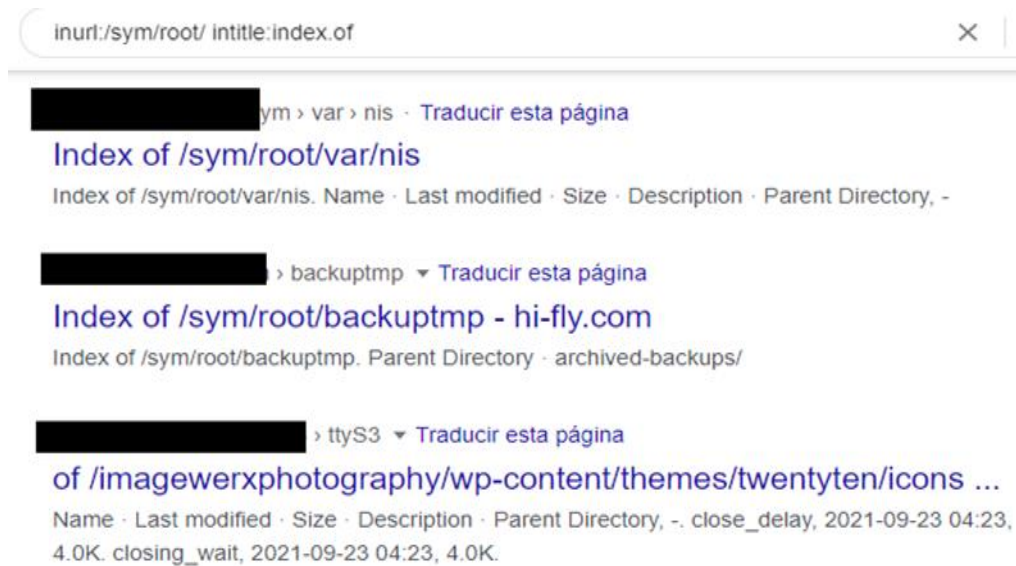 inurl:/sym/root/ intitle:index.of
ym › var › nis · Traducir esta página
Index of /sym/root/var/nis
Index of /sym/root/var/nis. Name · Last modified · Size · Description · Parent Directory, -
› backuptmp ▾ Traducir esta página
Index of /sym/root/backuptmp - hi-fly.com
Index of /sym/root/backuptmp. Parent Directory · archived-backups/
› ttyS3 ▾ Traducir esta página
of /imagewerxphotography/wp-content/themes/twentyten/icons ...
Name · Last modified · Size · Description · Parent Directory, -. close_delay, 2021-09-23 04:23,
4.0K. closing_wait, 2021-09-23 04:23, 4.0K.